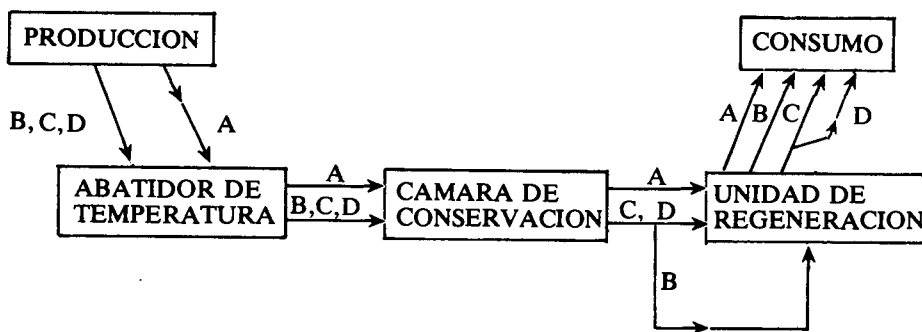 PRODUCCION
CONSUMO
B, C, D
A
A
B
C
D
ABATIDOR DE
TEMPERATURA
A
B,C,D
CAMARA DE
CONSERVACION
A
C, D
UNIDAD DE
REGENERACION
B